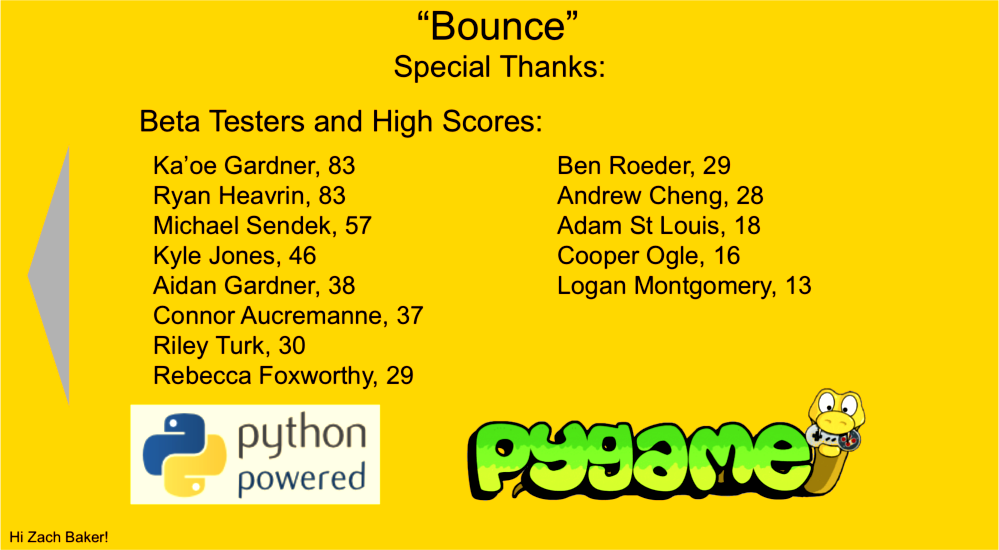 “Bounce”
Special Thanks:
Beta Testers and High Scores:
Ka’oe Gardner, 83
Ryan Heavrin, 83
Michael Sendek, 57
Kyle Jones, 46
Aidan Gardner, 38
Connor Aucremanne, 37
Riley Turk, 30
Rebecca Foxworthy, 29
Ben Roeder, 29
Andrew Cheng, 28
Adam St Louis, 18
Cooper Ogle, 16
Logan Montgomery, 13
python
powered
pygame
Hi Zach Baker!